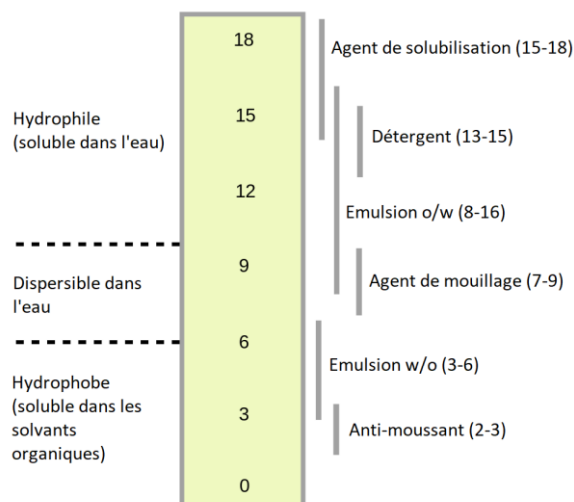 18
Agent de solubilisation (15-18)
Hydrophile
(soluble dans l'eau)
15
Détergent (13-15)
12
Emulsion o/w (8-16)
9
Dispersible dans
l'eau
Agent de mouillage (7-9)
6
Emulsion w/o (3-6)
Hydrophobe
(soluble dans les
solvants
organiques)
3
Anti-moussant (2-3)
0